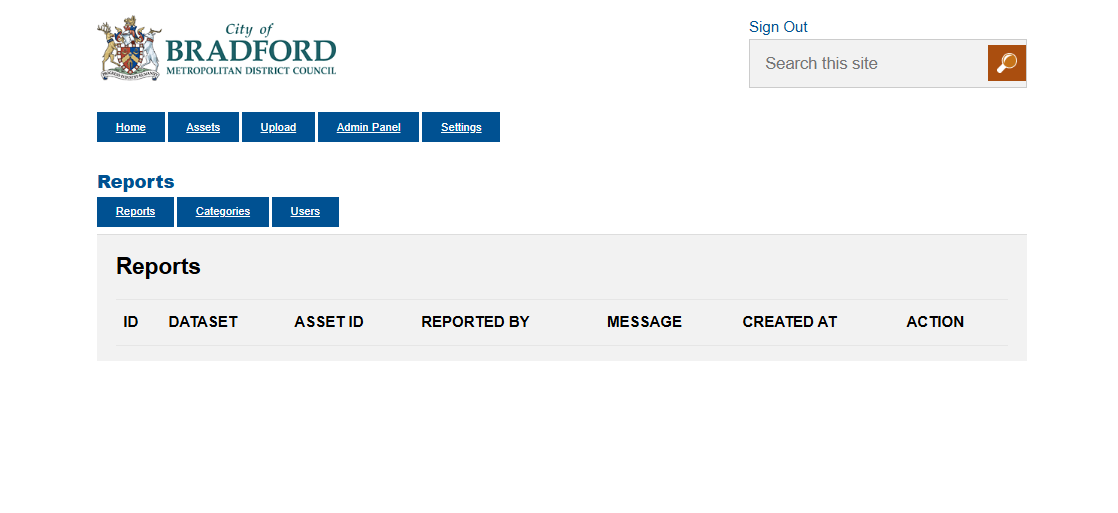 City of
BRADFORD
METROPOLITAN DISTRICT COUNCIL
Sign Out
Search this site
Home Assets Upload Admin Panel Settings
Reports
Reports Categories Users
Reports
ID DATASET ASSET ID REPORTED BY MESSAGE CREATED AT ACTION